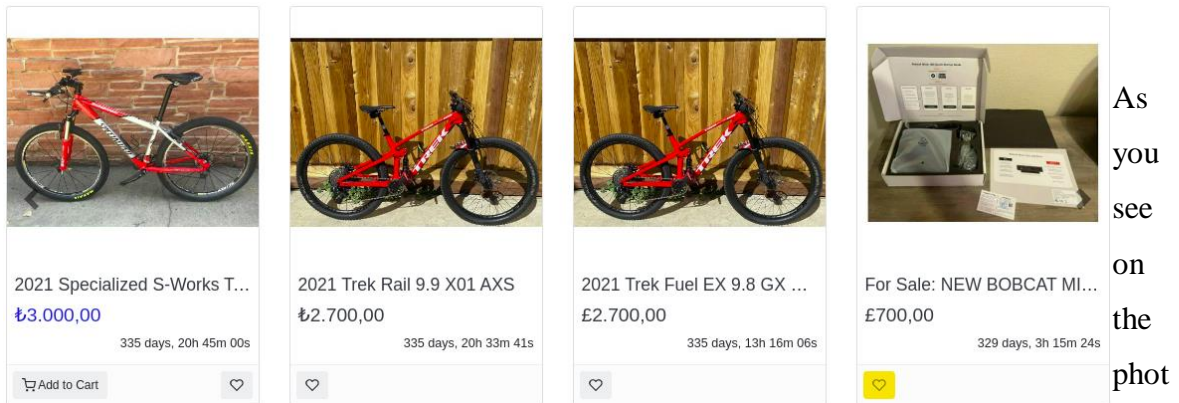 2021 Specialized S-Works T...
₺3.000,00
335 days, 20h 45m 00s
Add to Cart
TREK
2021 Trek Rail 9.9 X01 AXS
₺2.700,00
335 days, 20h 33m 41s
TREK
2021 Trek Fuel EX 9.8 GX ...
£2.700,00
335 days, 13h 16m 06s
For Sale: NEW BOBCAT MI...
£700,00
329 days, 3h 15m 24s
As
you
see
on
the
phot